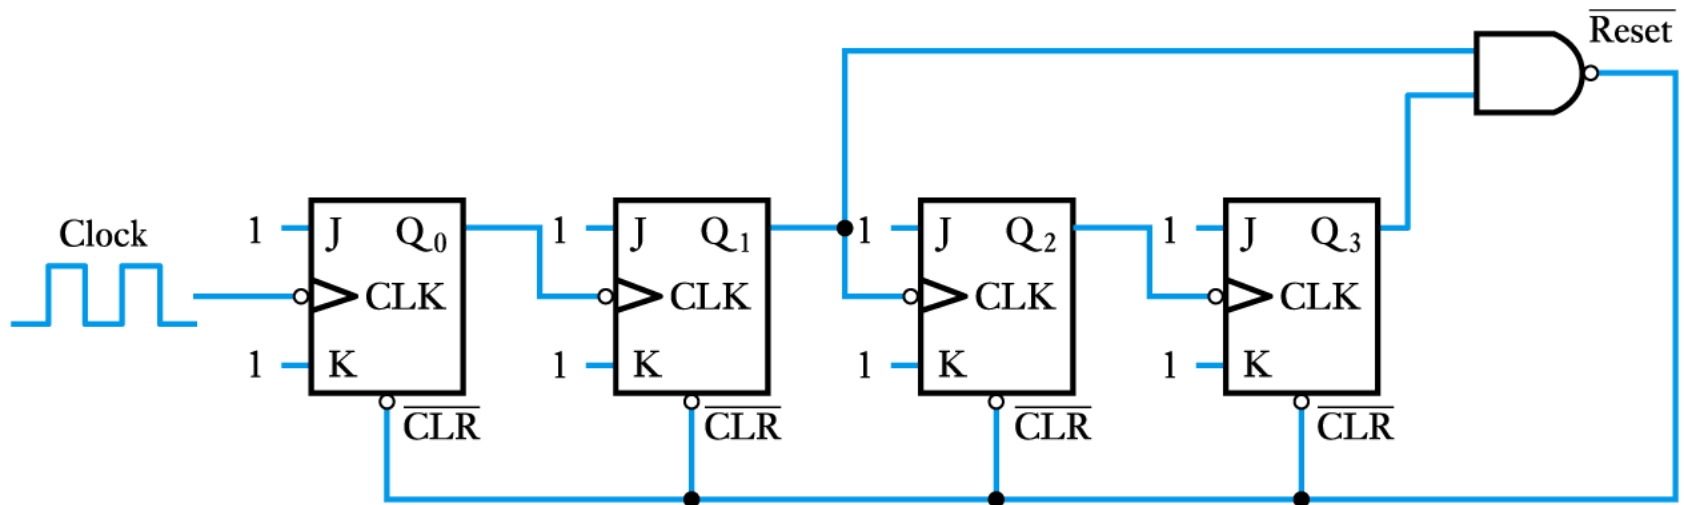 Reset
Clock
1 J Q0 1 J Q1 1 J Q2 1 J Q3
CLK CLK CLK CLK
1 K 1 K 1 K 1 K
CLR CLR CLR CLR